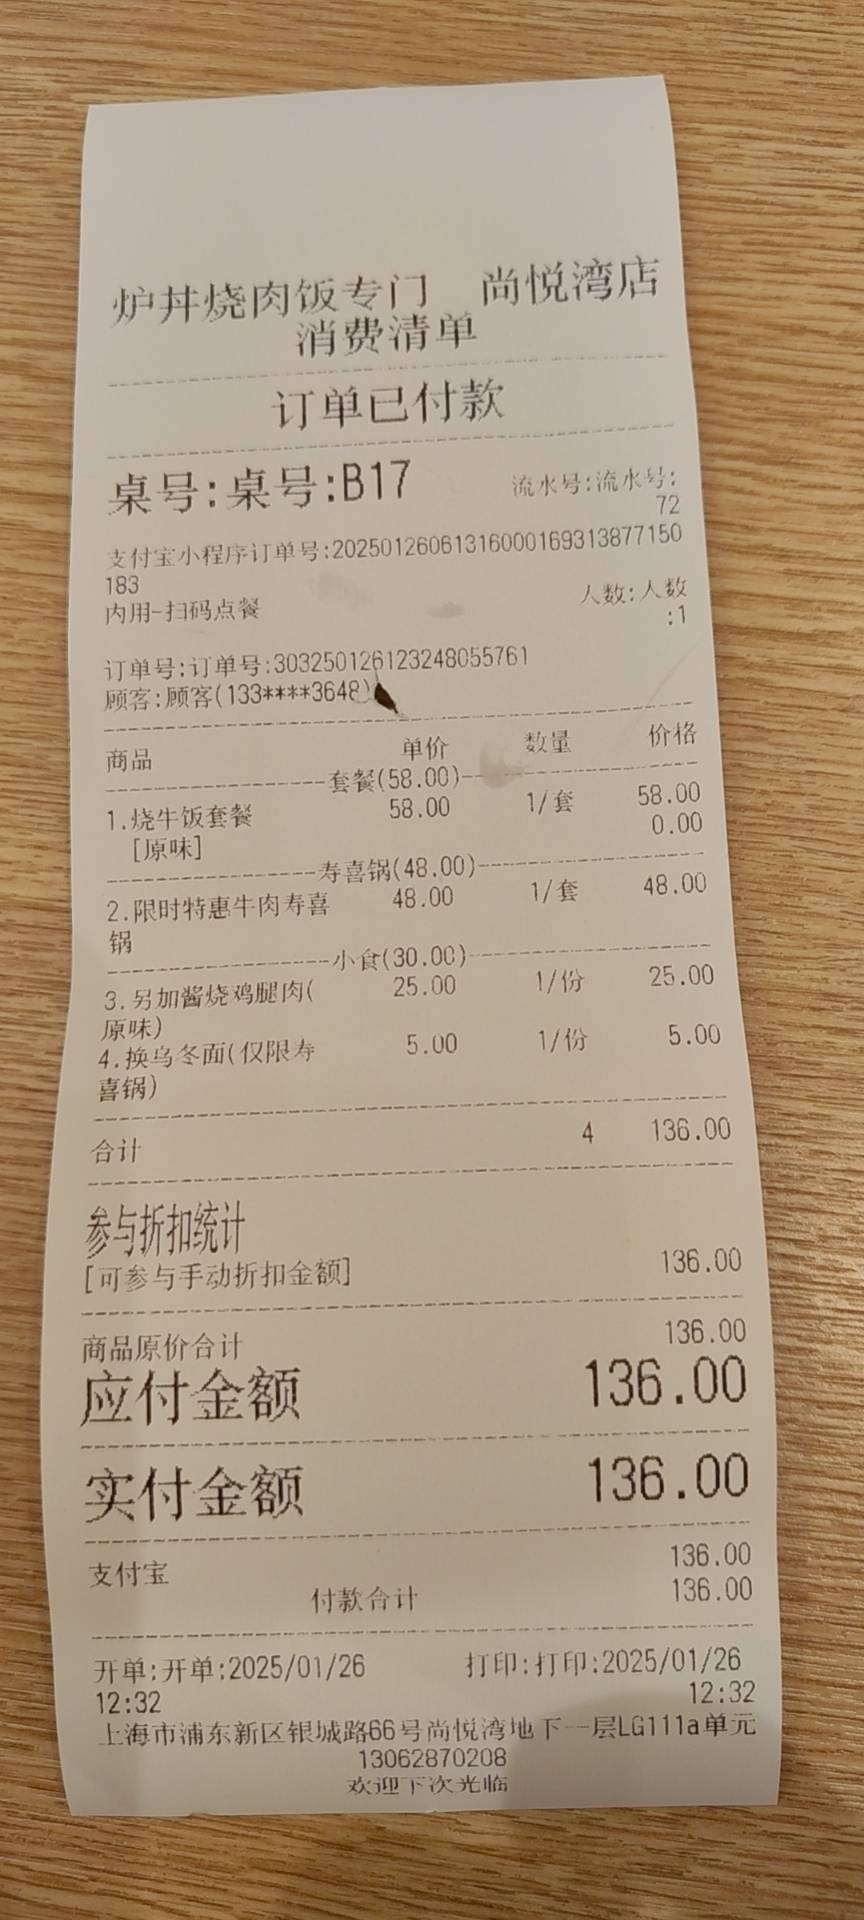 炉丼烧肉饭专门 尚悦湾店
消费清单
订单已付款
桌号:桌号:B17 流水号:流水号:
72
支付宝小程序订单号:202501260613160000169313877150
183
内用-扫码点餐 人数:人数
:1
订单号:订单号:303250126123248055761
顾客:顾客(133****3648)
商品 单价 数量 价格
套餐(58.00)
1.烧牛饭套餐 58.00 1/套 58.00
[原味] 0.00
寿喜锅(48.00)
2.限时特惠牛肉寿喜 48.00 1/套 48.00
锅
小食(30.00)
3.另加酱烧鸡腿肉( 25.00 1/份 25.00
原味)
4.换乌冬面(仅限寿 5.00 1/份 5.00
喜锅)
合计 4 136.00
参与折扣统计
[可参与手动折扣金额] 136.00
商品原价合计 136.00
应付金额 136.00
实付金额 136.00
支付宝 136.00
付款合计 136.00
开单:开单:2025/01/26 打印:打印:2025/01/26
12:32 12:32
上海市浦东新区银城路66号尚悦湾地下一层LG111a单元
13062870208
欢迎下次光临